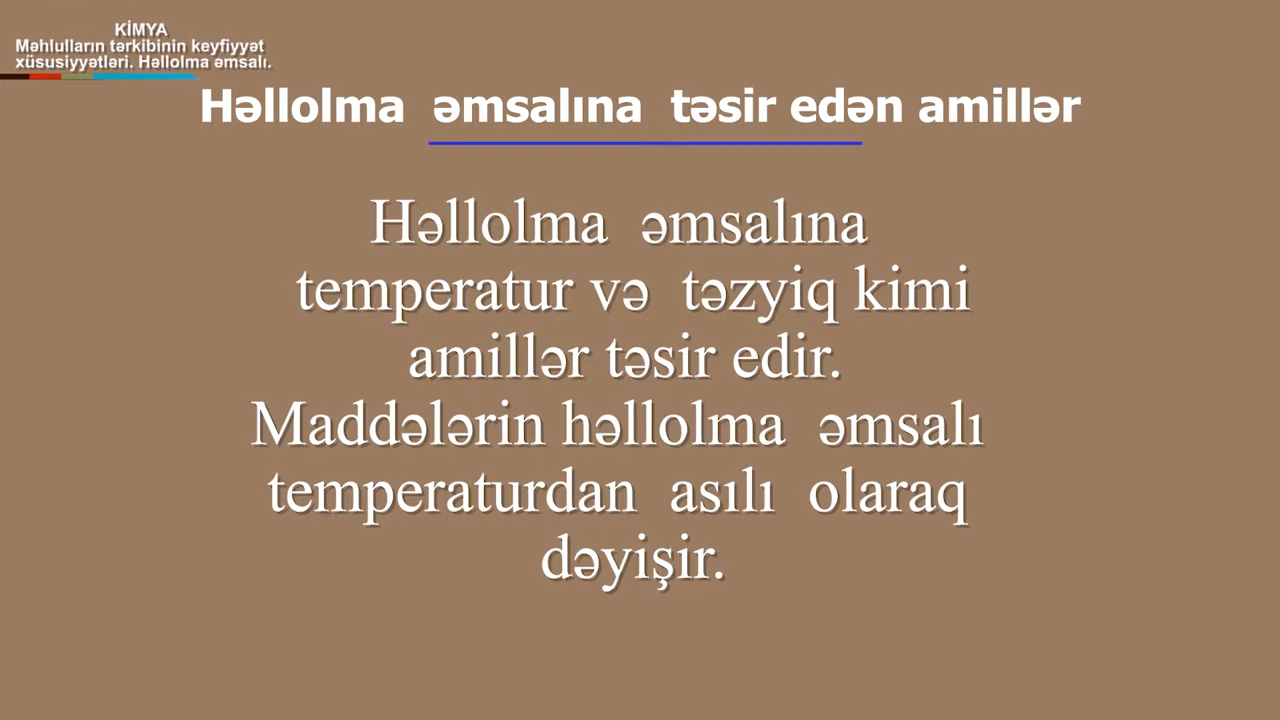 KİMYA
Məhlulların tərkibinin keyfiyyət
xüsusiyyətləri. Həllolma əmsalı.
Həllolma əmsalına təsir edən amillər
Həllolma əmsalına
temperatur və təzyiq kimi
amillər təsir edir.
Maddələrin həllolma əmsalı
temperaturdan asılı olaraq
dəyişir.